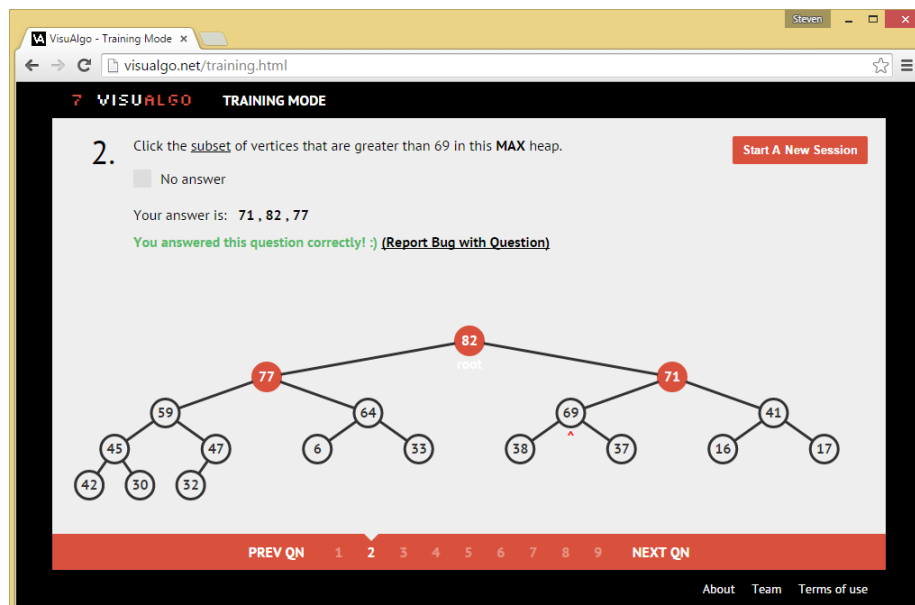 Steven
VisuAlgo - Training Mode
visualgo.net/training.html
7 VISUALGO TRAINING MODE
2. Click the subset of vertices that are greater than 69 in this MAX heap.
Start A New Session
No answer
Your answer is: 71 , 82 , 77
You answered this question correctly! :) (Report Bug with Question)
82
root
77 71
59 64 69 41
^
45 47 6 33 38 37 16 17
42 30 32
PREV QN 1 2 3 4 5 6 7 8 9 NEXT QN
About Team Terms of use